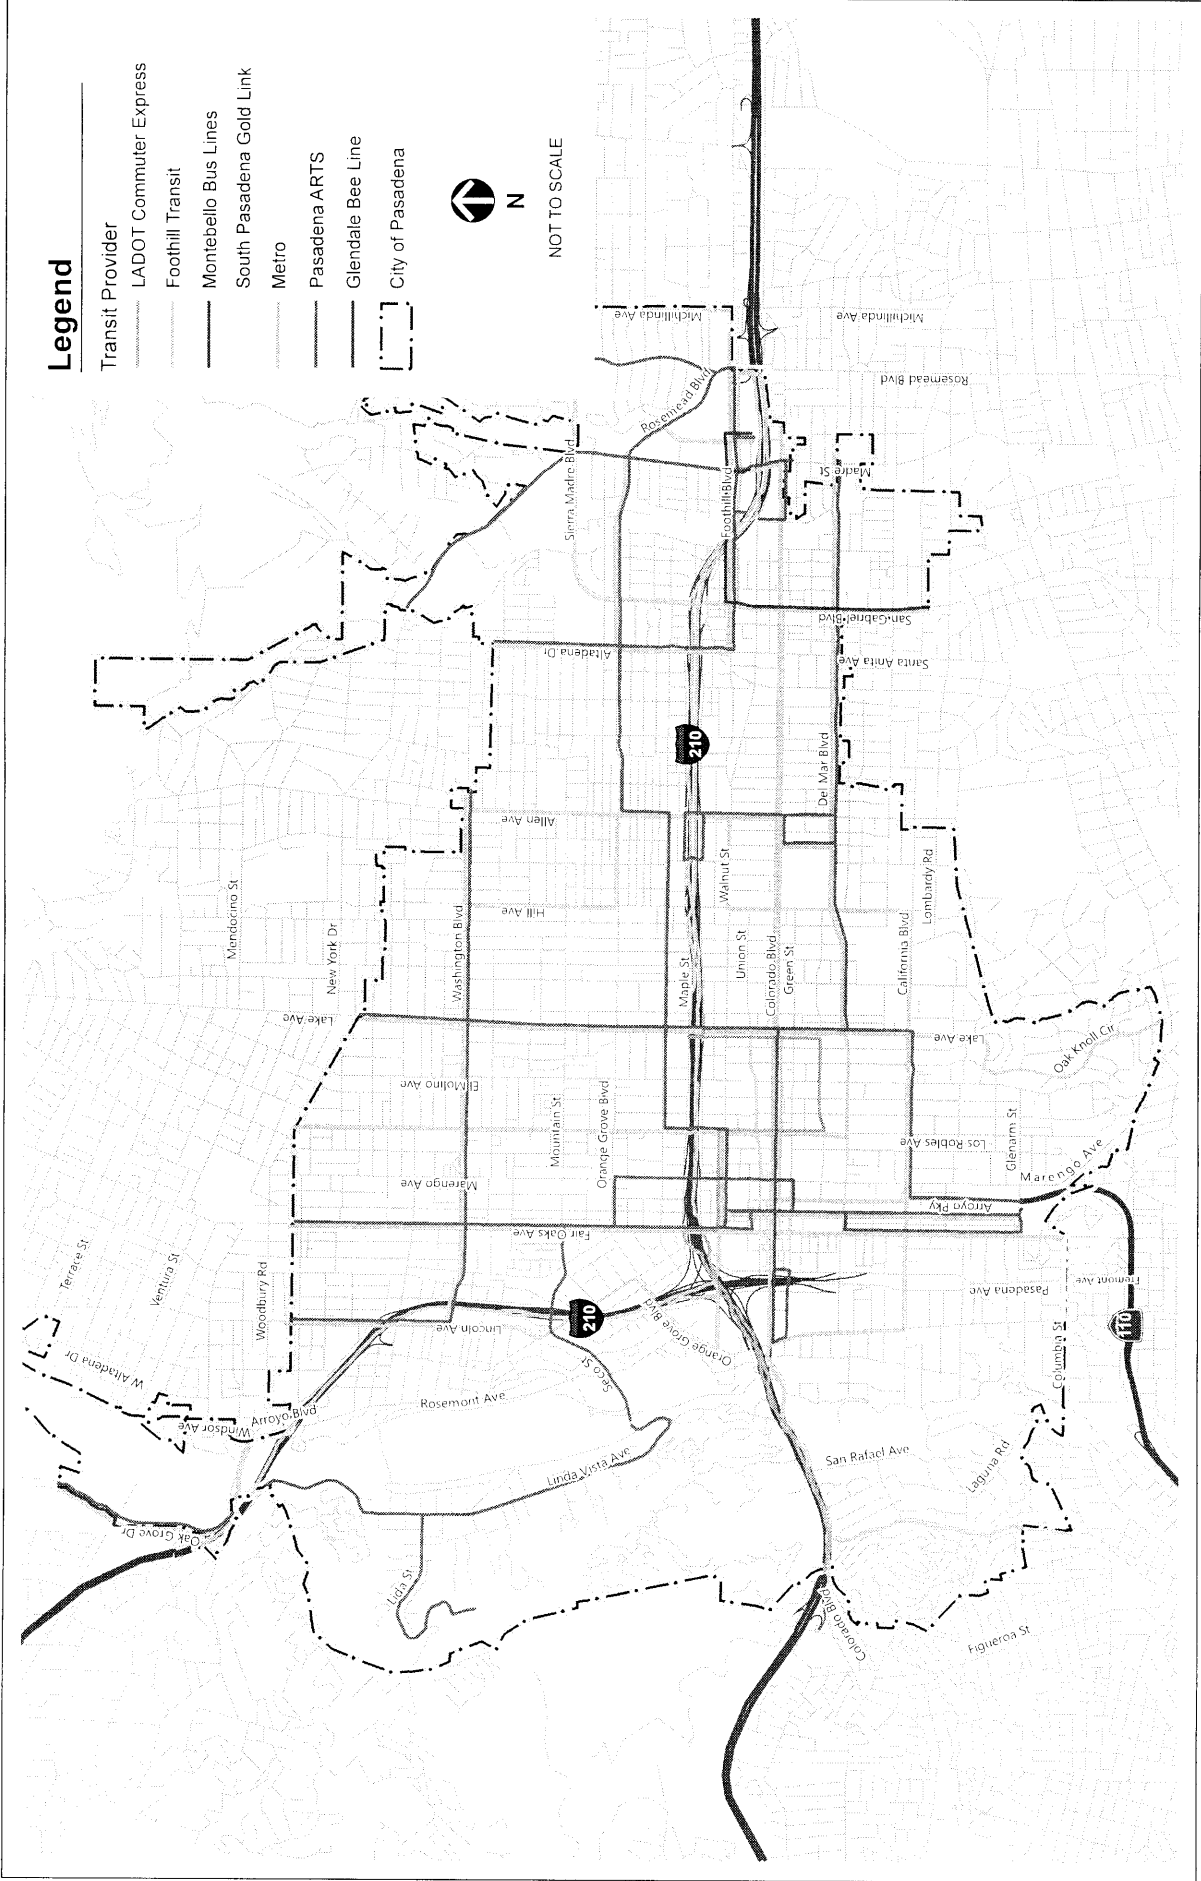 Legend
Transit Provider
LADOT Commuter Express
Foothill Transit
Montebello Bus Lines
South Pasadena Gold Link
Metro
Pasadena ARTS
Glendale Bee Line
City of Pasadena
N
NOT TO SCALE
Mendocino St
New York Dr
Lake Ave
Terrace St
Ventura St
Woodbury Rd
W Altadena Dr
Windsor Ave
Arroyo Blvd
Oak Grove Dr
Washington Blvd
El Molino Ave
Marengo Ave
Lincoln Ave
Rosemont Ave
Lida St
Allen Ave
Hill Ave
Mountain St
Orange Grove Blvd
Fair Oaks Ave
210
Seco St
Linda Vista Ave
Orange Grove Blvd
Sierra Madre Blvd
Altadena Dr
Rosemead Blvd
Michillinda Ave
Foothill Blvd
210
Maple St
Walnut St
Union St
Colorado Blvd
Green St
Del Mar Blvd
Madre St
Michillinda Ave
Rosemead Blvd
San Gabriel Blvd
Santa Anita Ave
California Blvd
Lombardy Rd
Lake Ave
Oak Knoll Cir
Los Robles Ave
Glenarm St
Marengo Ave
Arroyo Pky
Pasadena Ave
Fremont Ave
110
Columbia St
San Rafael Ave
Laguna Rd
Colorado Blvd
Figueroa St